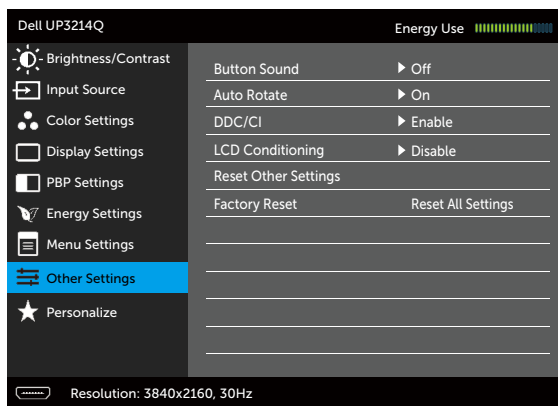 Dell UP3214Q Energy Use
Brightness/Contrast
Input Source
Color Settings
Display Settings
PBP Settings
Energy Settings
Menu Settings
Other Settings
Personalize
Button Sound Off
Auto Rotate On
DDC/CI Enable
LCD Conditioning Disable
Reset Other Settings
Factory Reset Reset All Settings
Resolution: 3840x2160, 30Hz